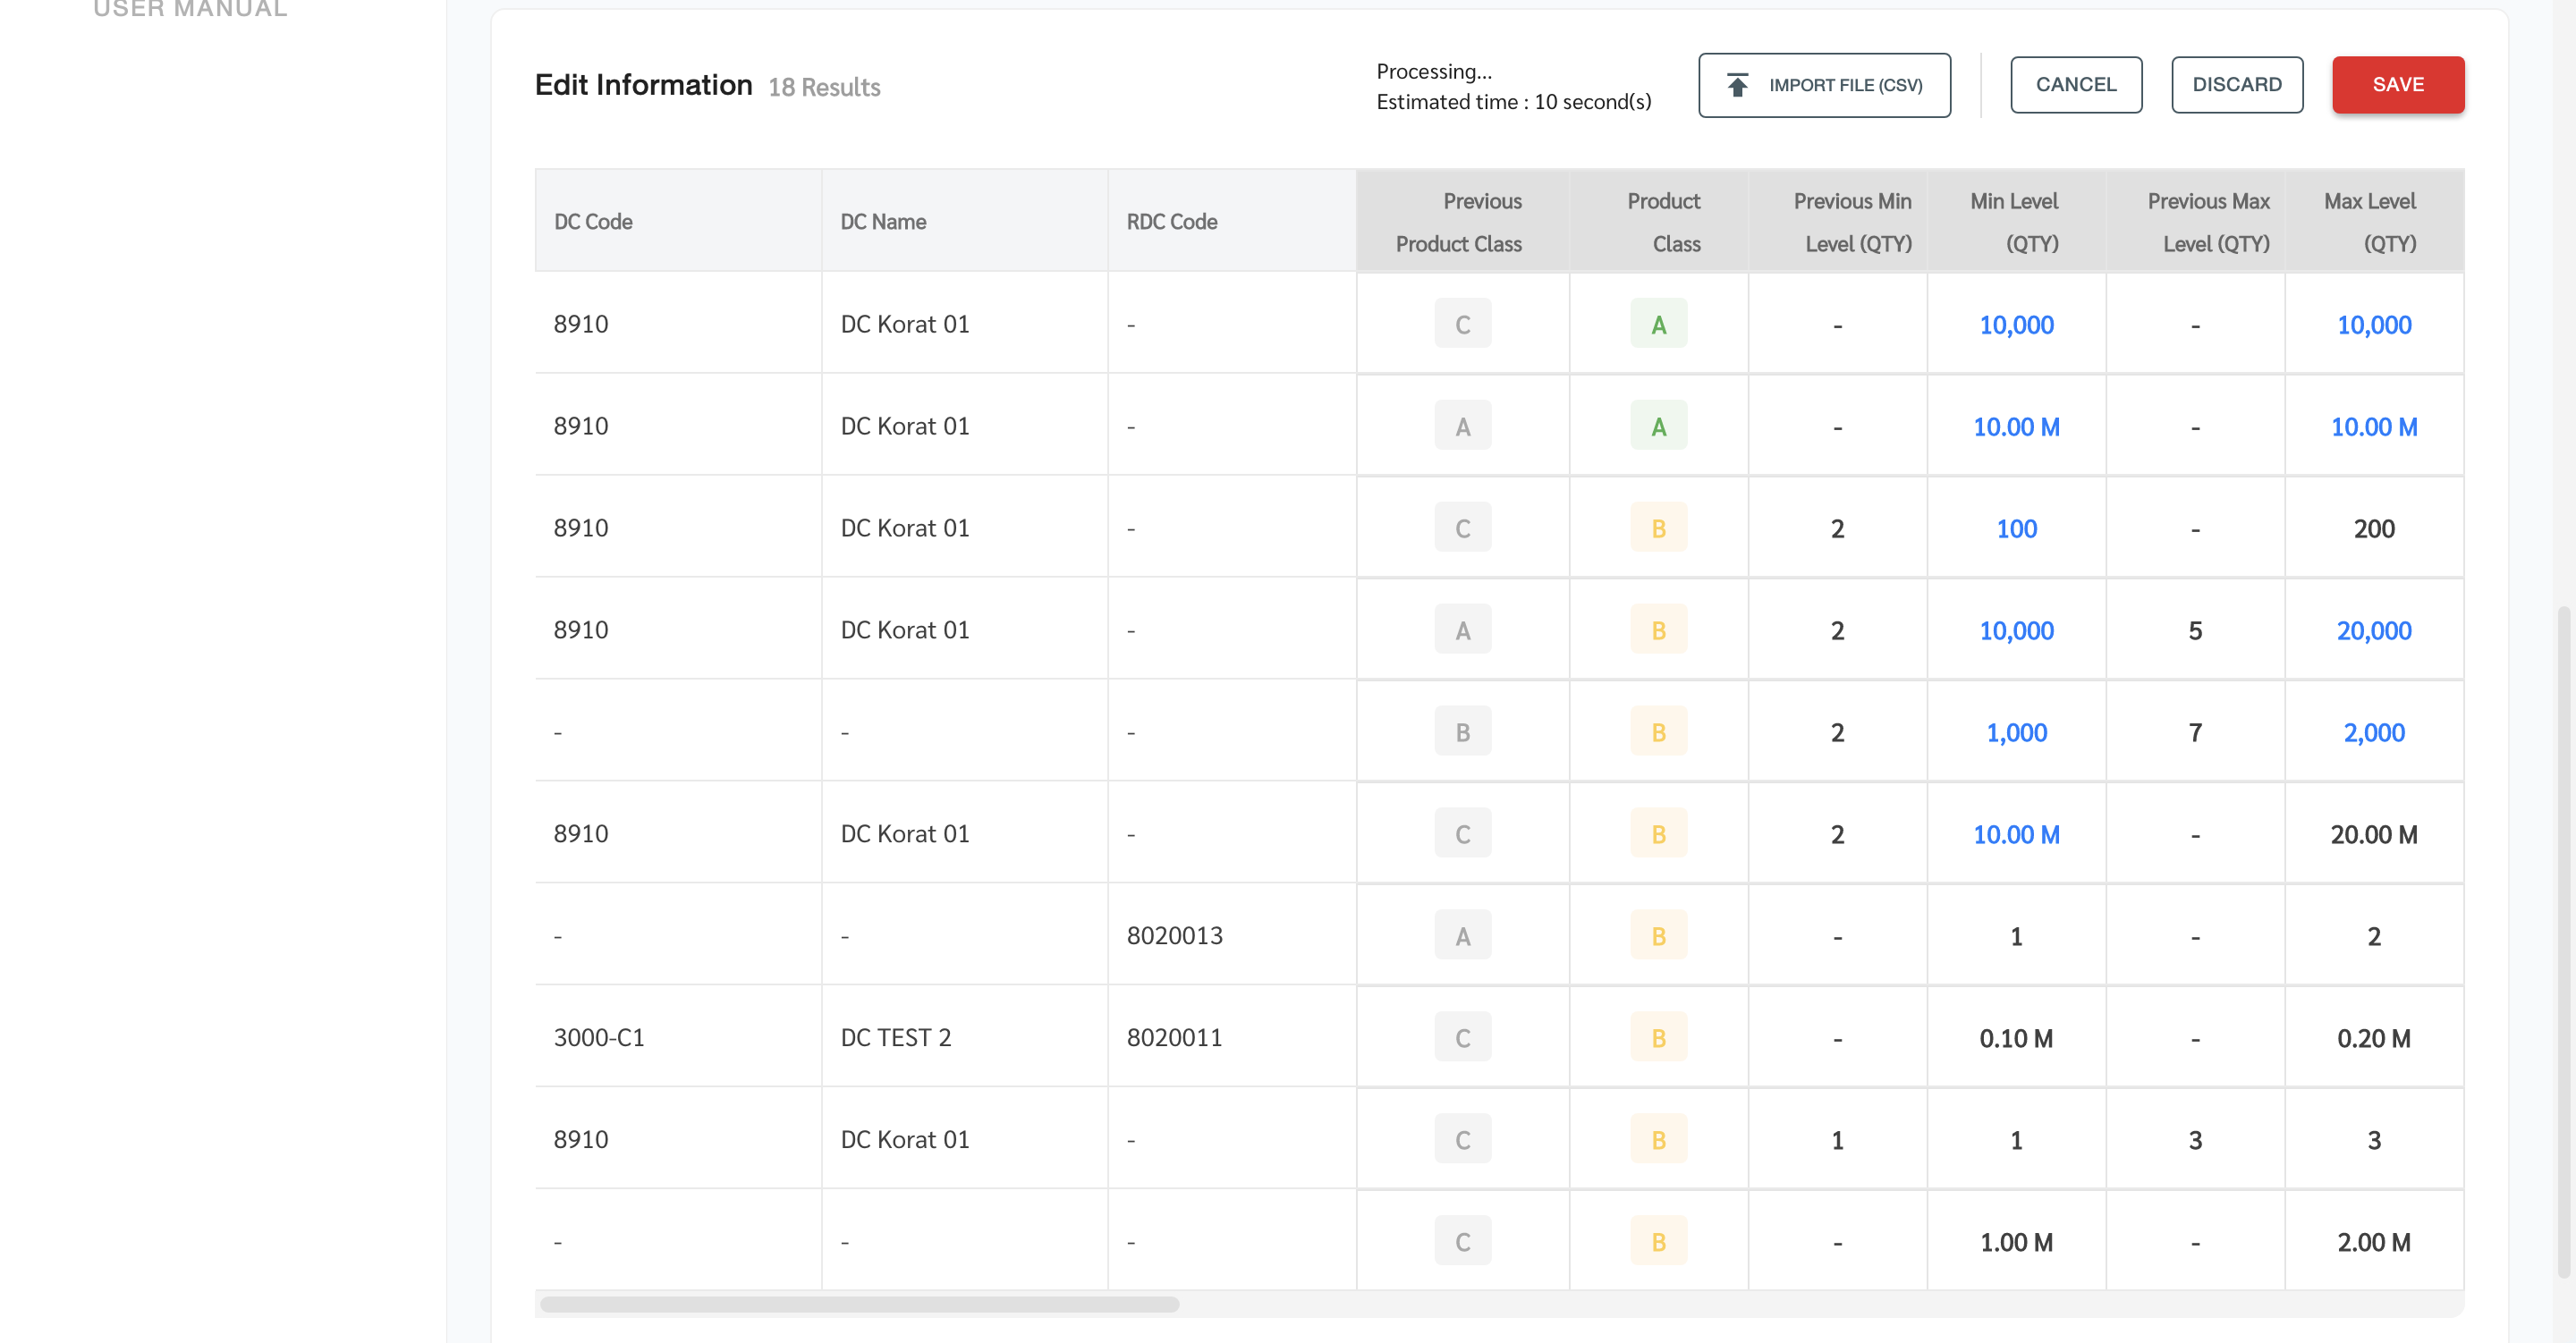 USER MANUAL
Edit Information 18 Results
Processing...
Estimated time : 10 second(s)
IMPORT FILE (CSV)
CANCEL
DISCARD
SAVE
DC Code
DC Name
RDC Code
Previous
Product Class
Product
Class
Previous Min
Level (QTY)
Min Level
(QTY)
Previous Max
Level (QTY)
Max Level
(QTY)
8910 DC Korat 01 - C A - 10,000 - 10,000
8910 DC Korat 01 - A A - 10.00 M - 10.00 M
8910 DC Korat 01 - C B 2 100 - 200
8910 DC Korat 01 - A B 2 10,000 5 20,000
- - - B B 2 1,000 7 2,000
8910 DC Korat 01 - C B 2 10.00 M - 20.00 M
- - 8020013 A B - 1 - 2
3000-C1 DC TEST 2 8020011 C B - 0.10 M - 0.20 M
8910 DC Korat 01 - C B 1 1 3 3
- - - C B - 1.00 M - 2.00 M